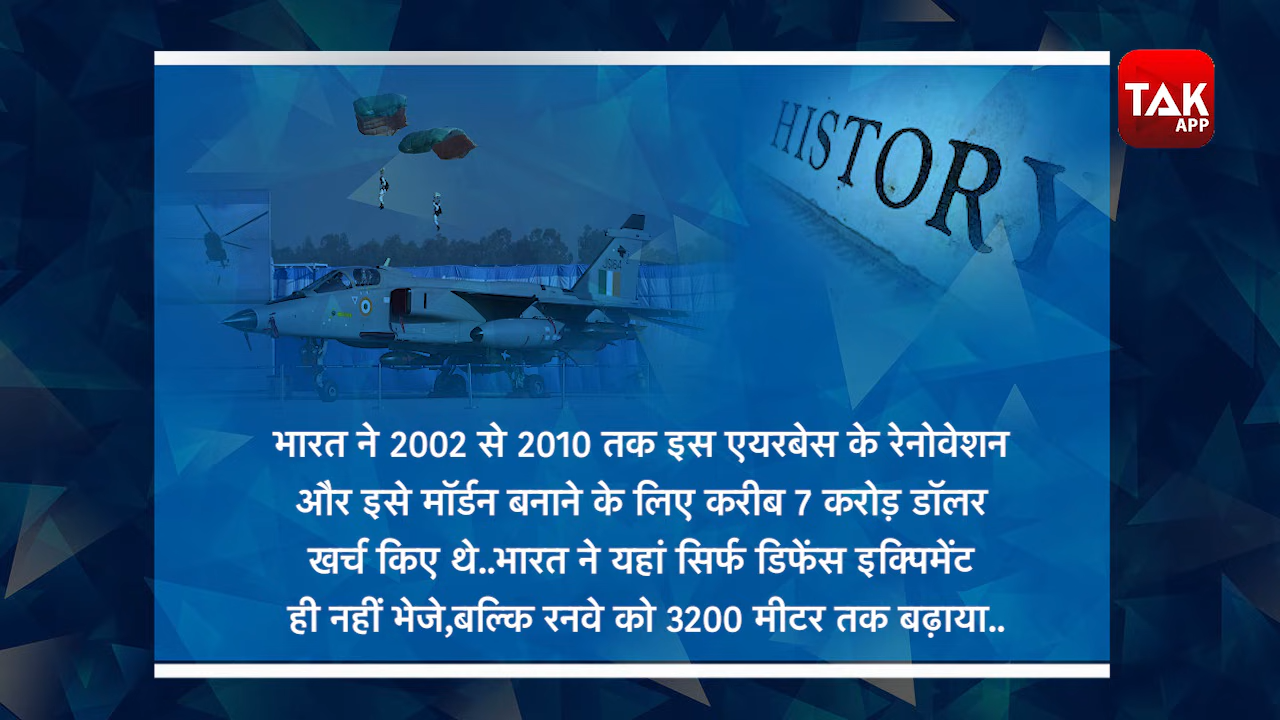 HISTORY
TAK
APP
भारत ने 2002 से 2010 तक इस एयरबेस के रेनोवेशन
और इसे मॉर्डन बनाने के लिए करीब 7 करोड़ डॉलर
खर्च किए थे..भारत ने यहां सिर्फ डिफेंस इक्पिमेंट
ही नहीं भेजे,बल्कि रनवे को 3200 मीटर तक बढ़ाया..